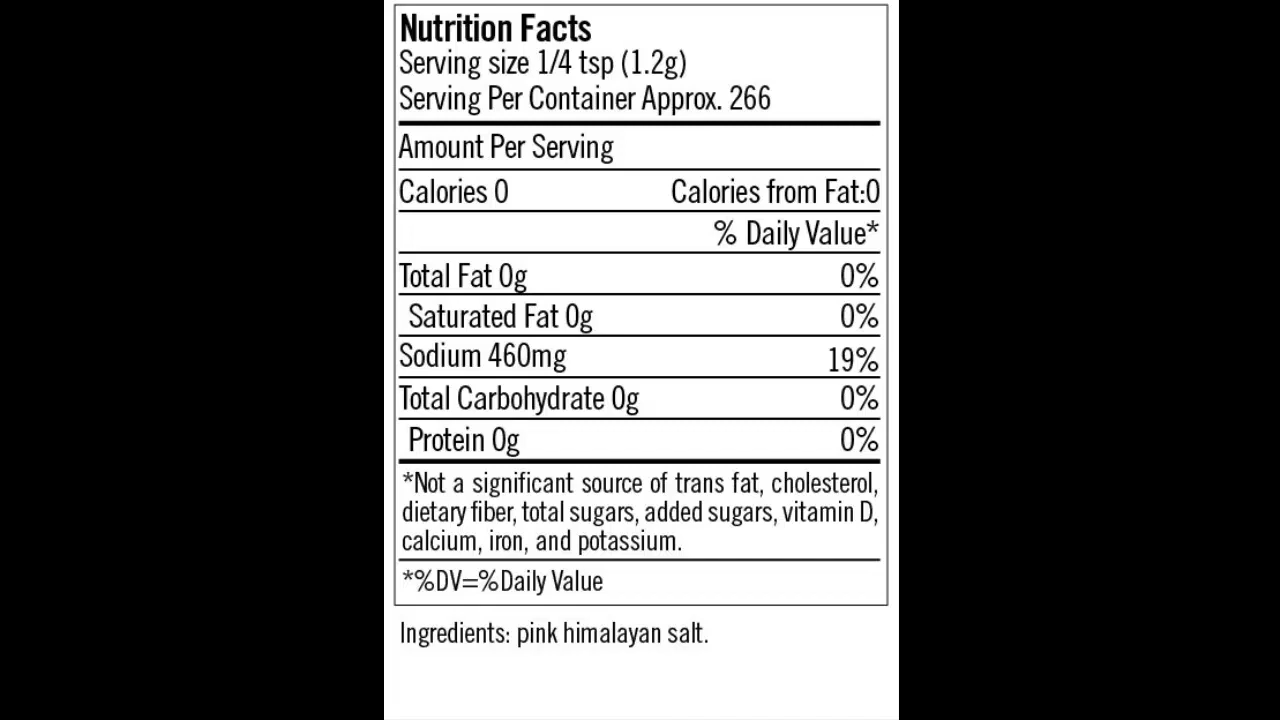 Nutrition Facts
Serving size 1/4 tsp (1.2g)
Serving Per Container Approx. 266
Amount Per Serving
Calories 0 Calories from Fat:0
% Daily Value*
Total Fat 0g 0%
Saturated Fat 0g 0%
Sodium 460mg 19%
Total Carbohydrate 0g 0%
Protein 0g 0%
*Not a significant source of trans fat, cholesterol,
dietary fiber, total sugars, added sugars, vitamin D,
calcium, iron, and potassium.
*%DV=%Daily Value
Ingredients: pink himalayan salt.